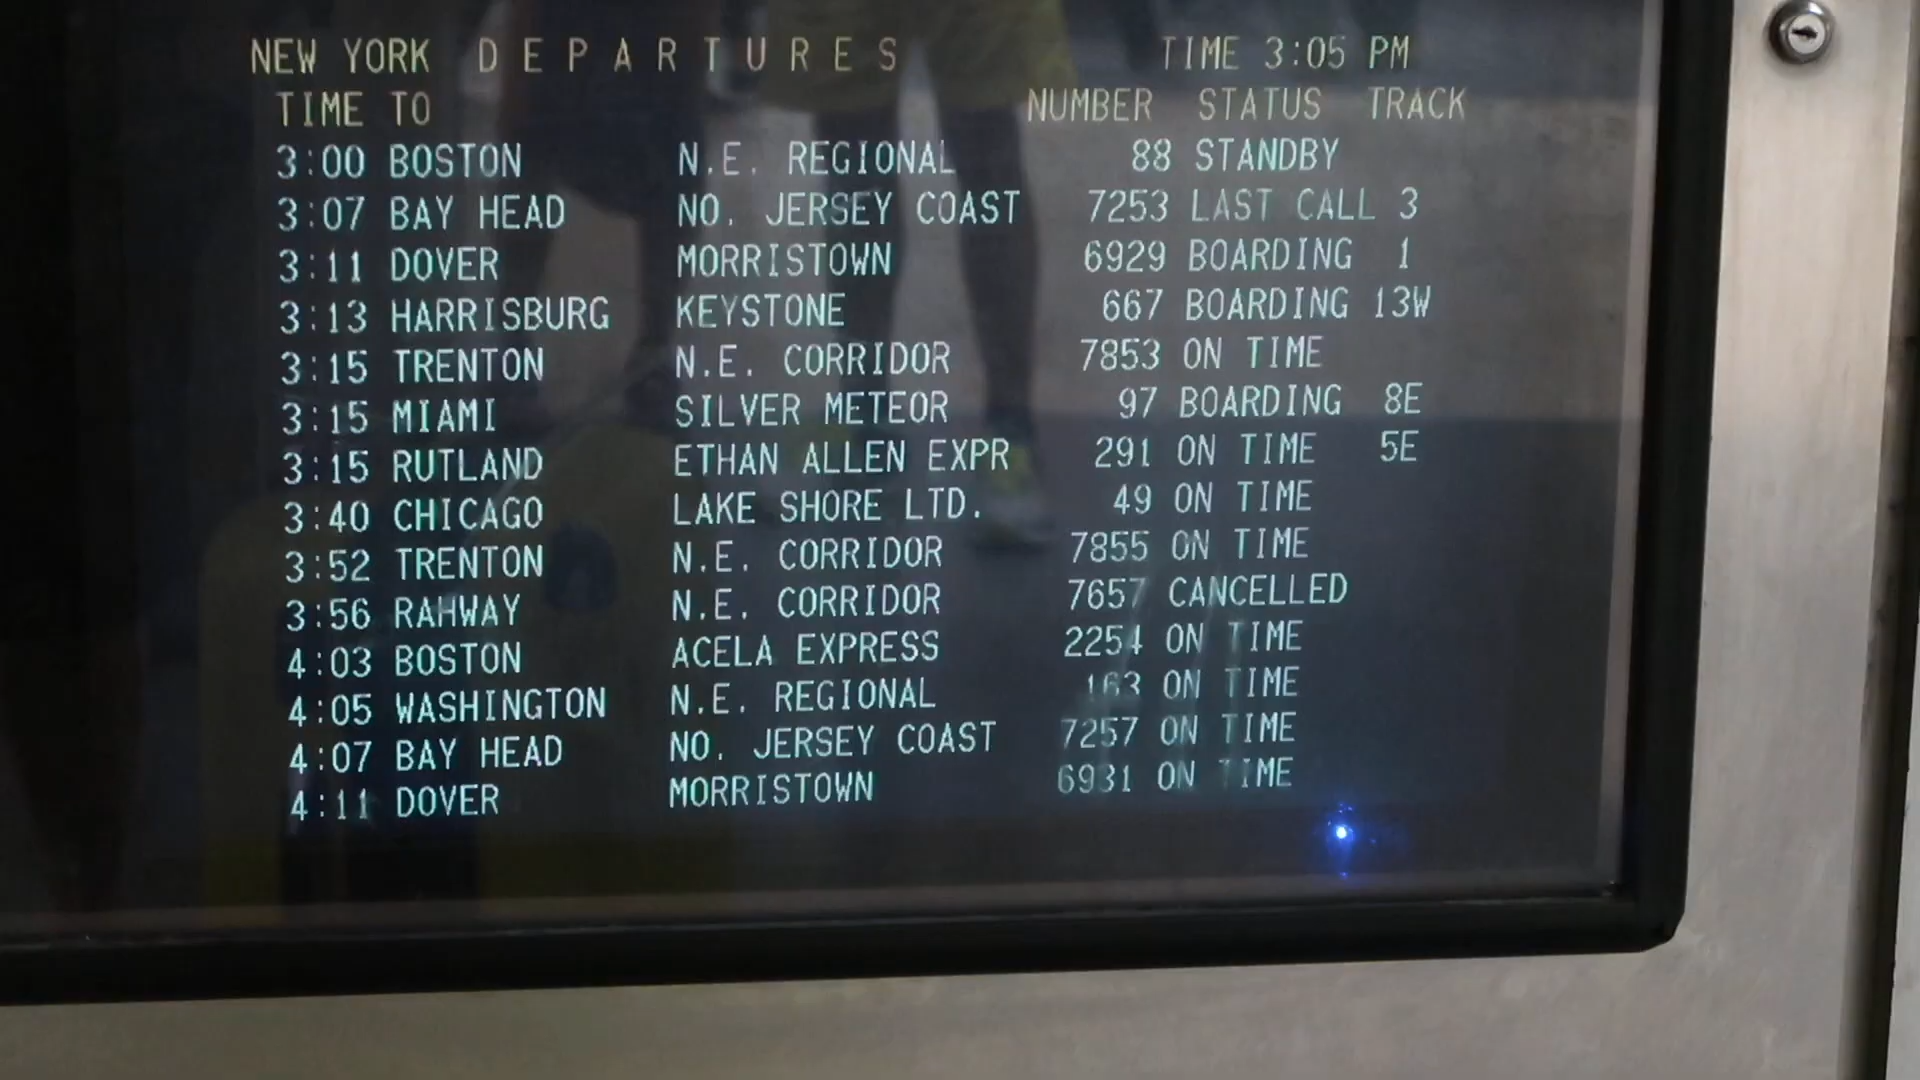 NEW YORK DEPARTURES TIME 3:05 PM
TIME TO NUMBER STATUS TRACK
3:00 BOSTON N.E. REGIONAL 88 STANDBY
3:07 BAY HEAD NO. JERSEY COAST 7253 LAST CALL 3
3:11 DOVER MORRISTOWN 6929 BOARDING 1
3:13 HARRISBURG KEYSTONE 667 BOARDING 13W
3:15 TRENTON N.E. CORRIDOR 7853 ON TIME
3:15 MIAMI SILVER METEOR 97 BOARDING 8E
3:15 RUTLAND ETHAN ALLEN EXPR 291 ON TIME 5E
3:40 CHICAGO LAKE SHORE LTD. 49 ON TIME
3:52 TRENTON N.E. CORRIDOR 7855 ON TIME
3:56 RAHWAY N.E. CORRIDOR 7657 CANCELLED
4:03 BOSTON ACELA EXPRESS 2254 ON TIME
4:05 WASHINGTON N.E. REGIONAL 163 ON TIME
4:07 BAY HEAD NO. JERSEY COAST 7257 ON TIME
4:11 DOVER MORRISTOWN 6931 ON TIME